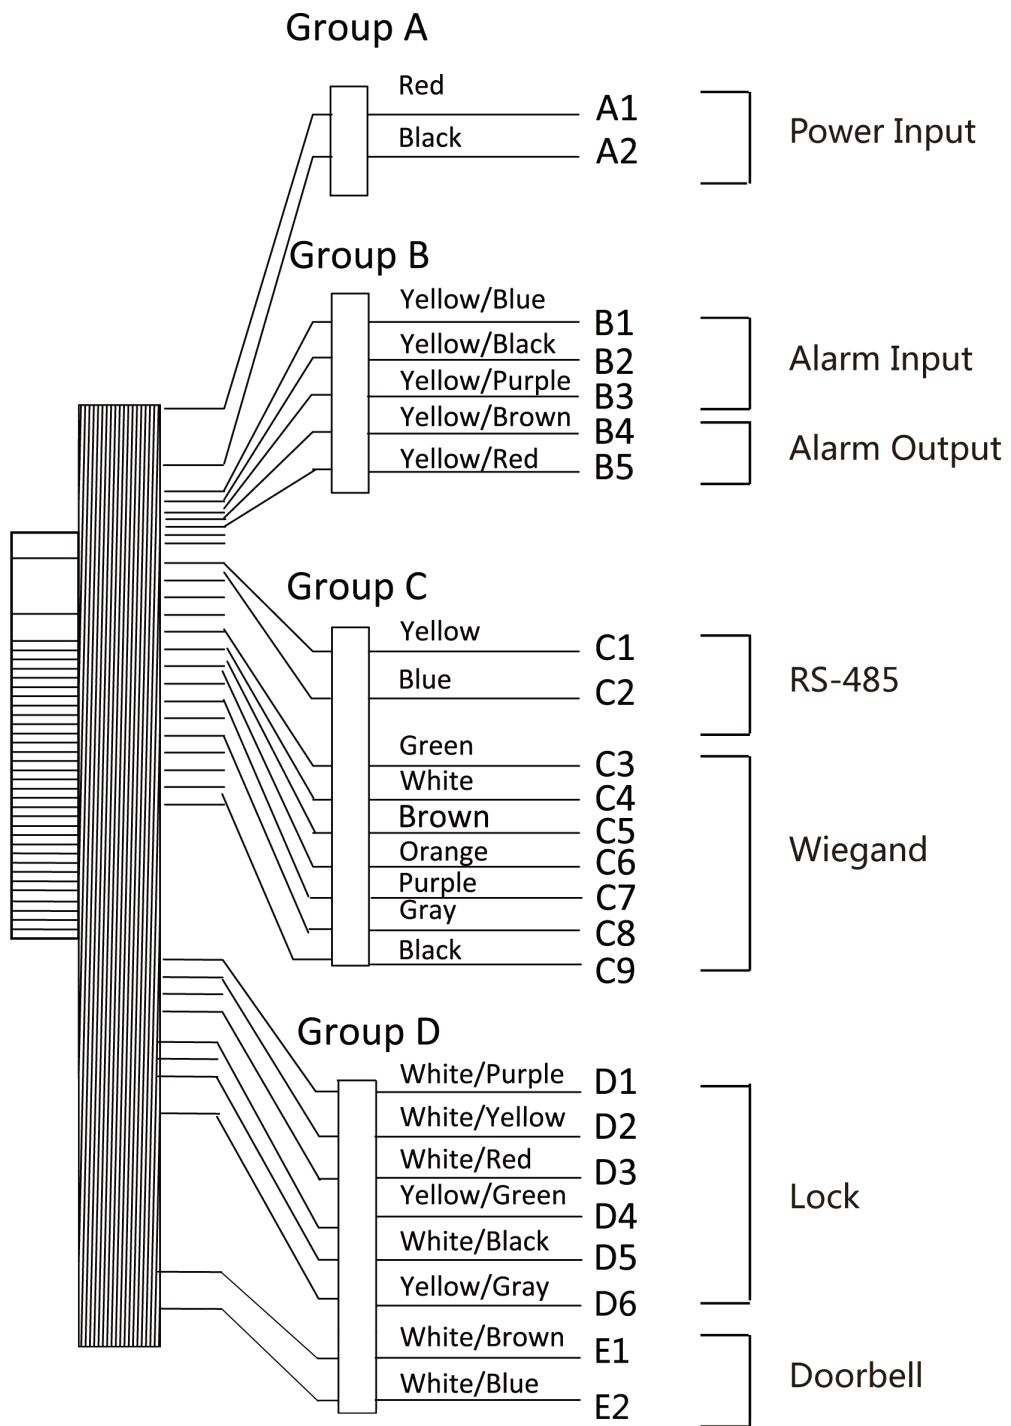 Group A
Red A1
Black A2
Power Input
Group B
Yellow/Blue B1
Yellow/Black B2
Yellow/Purple B3
Alarm Input
Yellow/Brown B4
Yellow/Red B5
Alarm Output
Group C
Yellow C1
Blue C2
RS-485
Green C3
White C4
Brown C5
Orange C6
Purple C7
Gray C8
Black C9
Wiegand
Group D
White/Purple D1
White/Yellow D2
White/Red D3
Yellow/Green D4
White/Black D5
Yellow/Gray D6
Lock
White/Brown E1
White/Blue E2
Doorbell